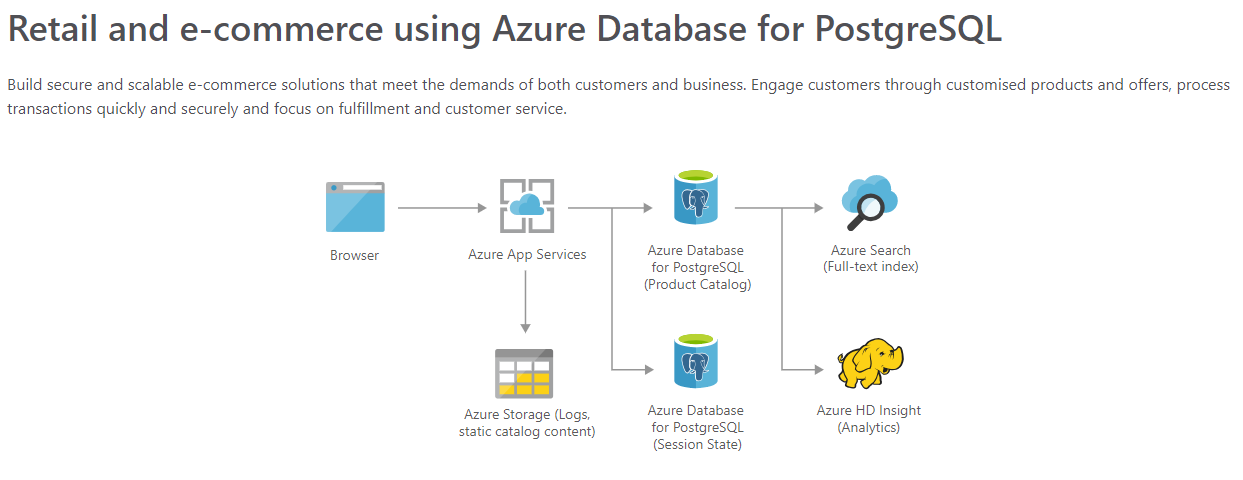 Retail and e-commerce using Azure Database for PostgreSQL
Build secure and scalable e-commerce solutions that meet the demands of both customers and business. Engage customers through customised products and offers, process
transactions quickly and securely and focus on fulfillment and customer service.
Browser
Azure App Services
Azure Database
for PostgreSQL
(Product Catalog)
Azure Search
(Full-text index)
Azure Storage (Logs,
static catalog content)
Azure Database
for PostgreSQL
(Session State)
Azure HD Insight
(Analytics)